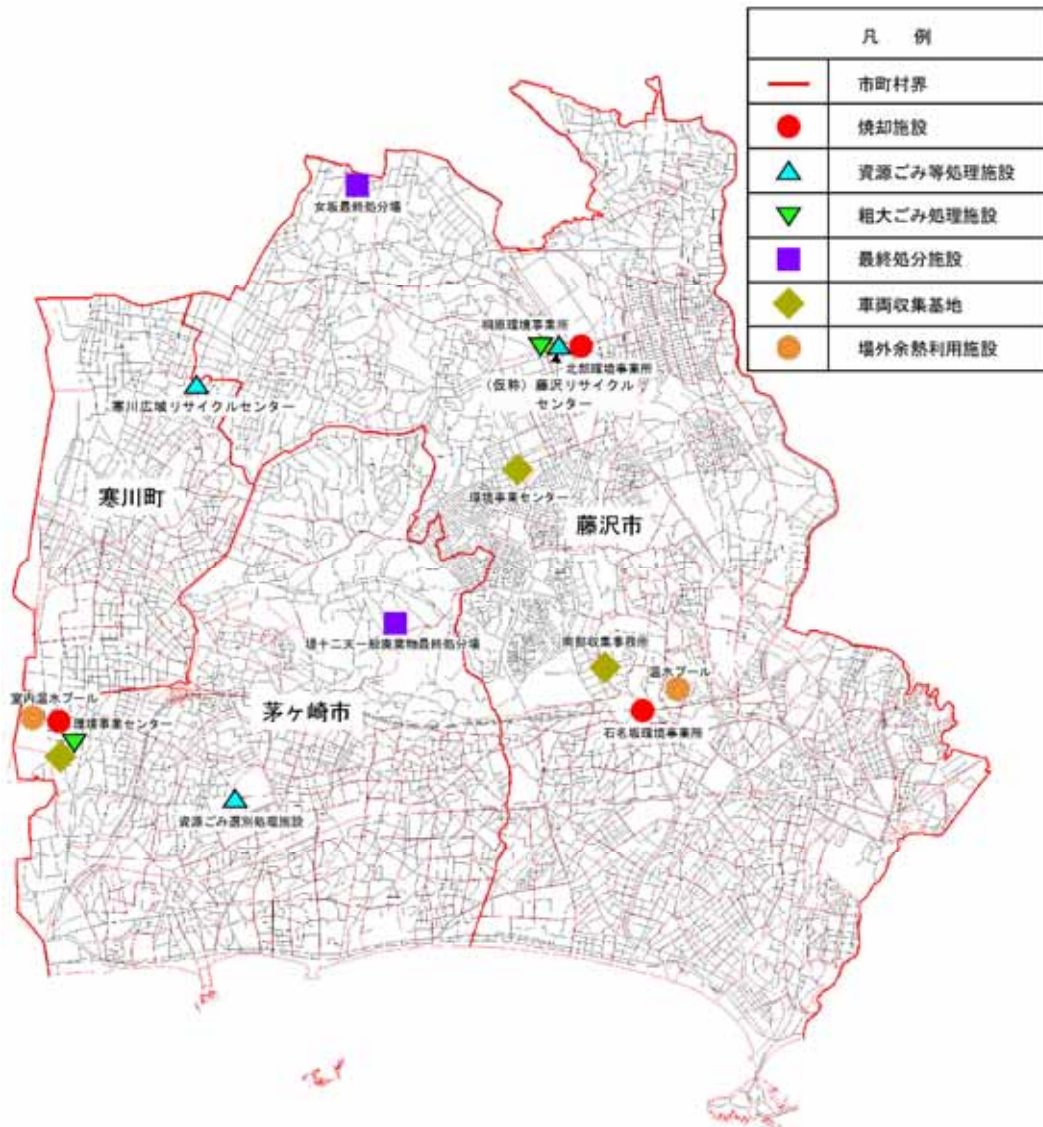 凡 例
市町村界
焼却施設
資源ごみ等処理施設
粗大ごみ処理施設
最終処分施設
車両収集基地
場外余熱利用施設
女坂最終処分場
桐原環境事業所
北部環境事業所
（仮称）藤沢リサイクル
センター
寒川広域リサイクルセンター
環境事業センター
寒川町
藤沢市
堤十二天一般廃棄物最終処分場
南部収集事務所
温水プール
石名坂環境事業所
室内温水プール
環境事業センター
茅ヶ崎市
資源ごみ選別処理施設